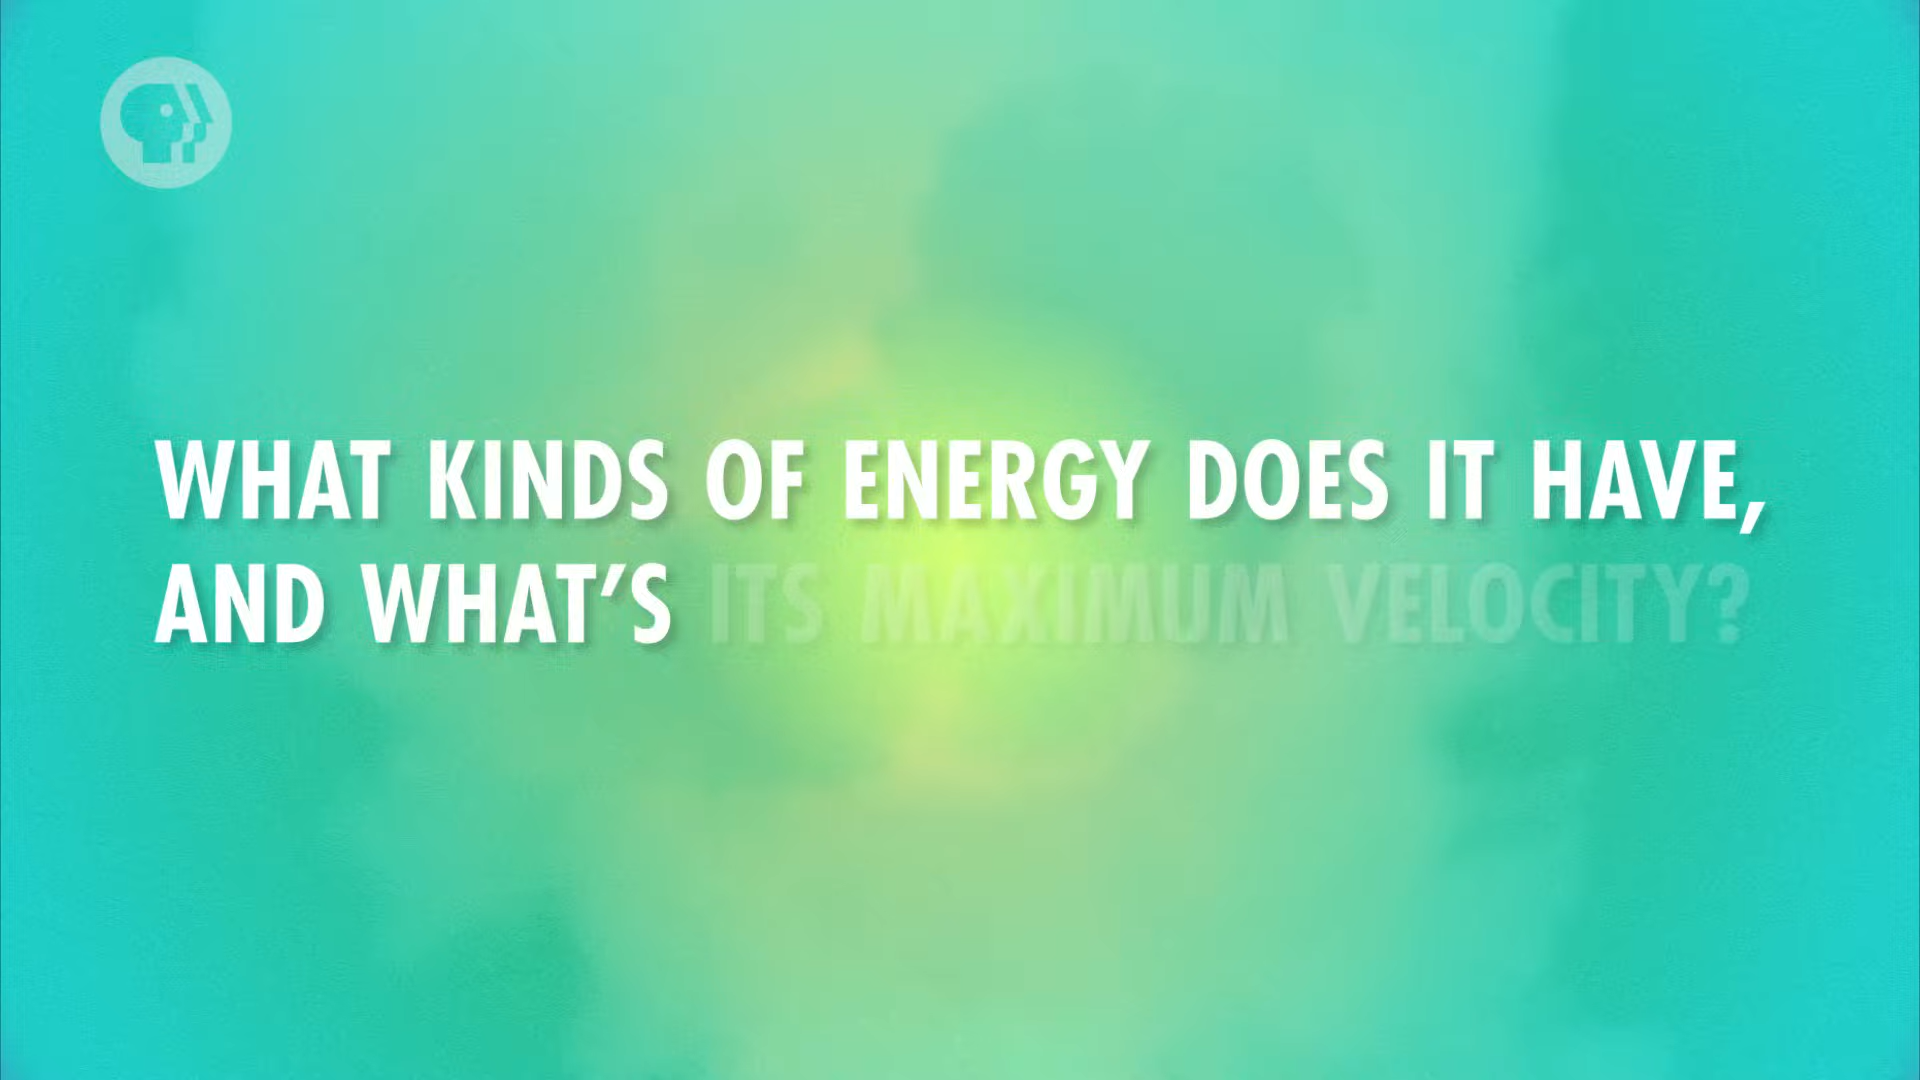 WHAT KINDS OF ENERGY DOES IT HAVE,
AND WHAT'S ITS MAXIMUM VELOCITY?